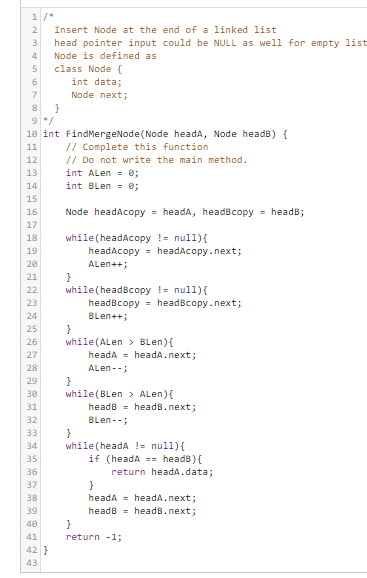 1 /*
2   Insert Node at the end of a linked list
3   head pointer input could be NULL as well for empty list
4   Node is defined as
5   class Node {
6      int data;
7      Node next;
8   }
9 */
10 int FindMergeNode(Node headA, Node headB) {
11     // Complete this function
12     // Do not write the main method.
13     int ALen = 0;
14     int BLen = 0;
15
16     Node headAcopy = headA, headBcopy = headB;
17
18     while(headAcopy != null){
19         headAcopy = headAcopy.next;
20         ALen++;
21     }
22     while(headBcopy != null){
23         headBcopy = headBcopy.next;
24         BLen++;
25     }
26     while(ALen > BLen){
27         headA = headA.next;
28         ALen--;
29     }
30     while(BLen > ALen){
31         headB = headB.next;
32         BLen--;
33     }
34     while(headA != null){
35         if (headA == headB){
36             return headA.data;
37         }
38         headA = headA.next;
39         headB = headB.next;
40     }
41     return -1;
42 }
43